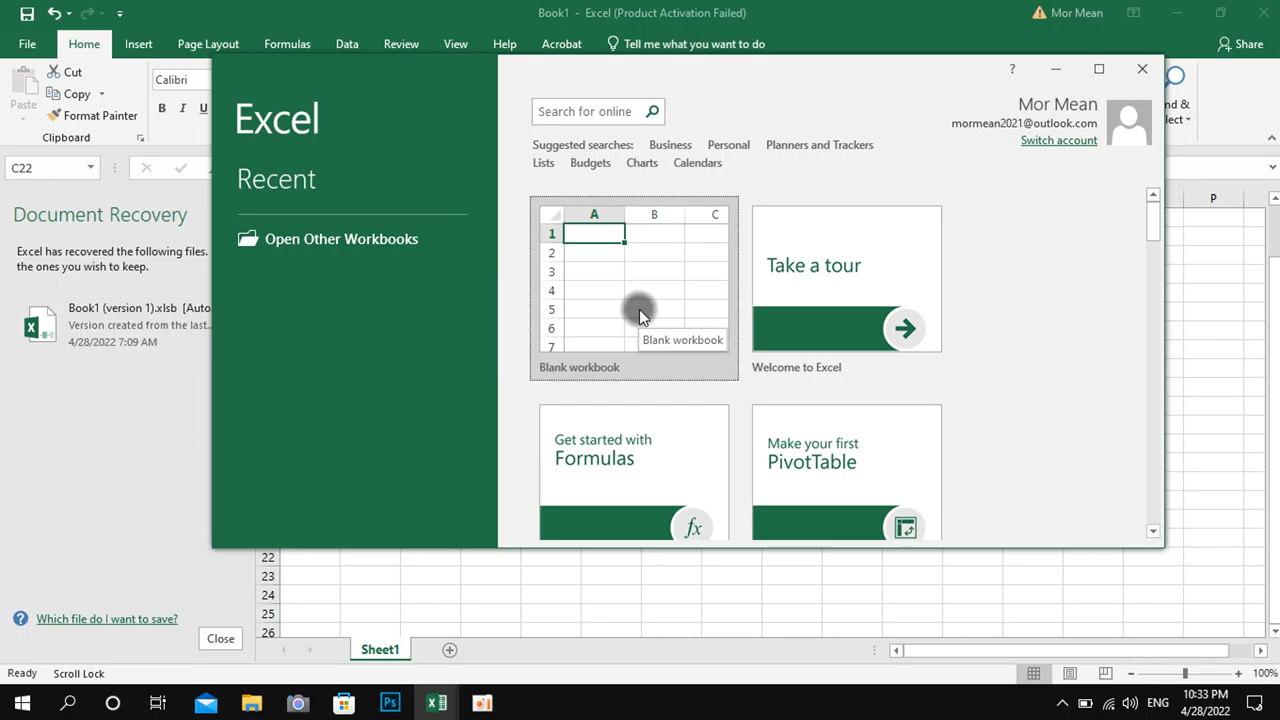 Book1 - Excel (Product Activation Failed)
Mor Mean
File Home Insert Page Layout Formulas Data Review View Help Acrobat Tell me what you want to do Share
Cut
Copy
Format Painter
Paste
Clipboard
Calibri
B I U
& 
C22
Document Recovery
Excel has recovered the following files.
the ones you wish to keep.
Book1 (version 1).xlsb [Auto
Version created from the last
4/28/2022 7:09 AM
Which file do I want to save?
Close
Excel
Recent
Open Other Workbooks
?
Search for online
Suggested searches: Business Personal Planners and Trackers
Lists Budgets Charts Calendars
Mor Mean
mormean2021@outlook.com
Switch account
A B C
1
2
3
4
5
6
7
Blank workbook
Blank workbook
Take a tour
Welcome to Excel
Get started with
Formulas
fx
Make your first
PivotTable
P
22
23
24
25
26
Sheet1
Ready Scroll Lock
100%
Ps
ENG
10:33 PM
4/28/2022